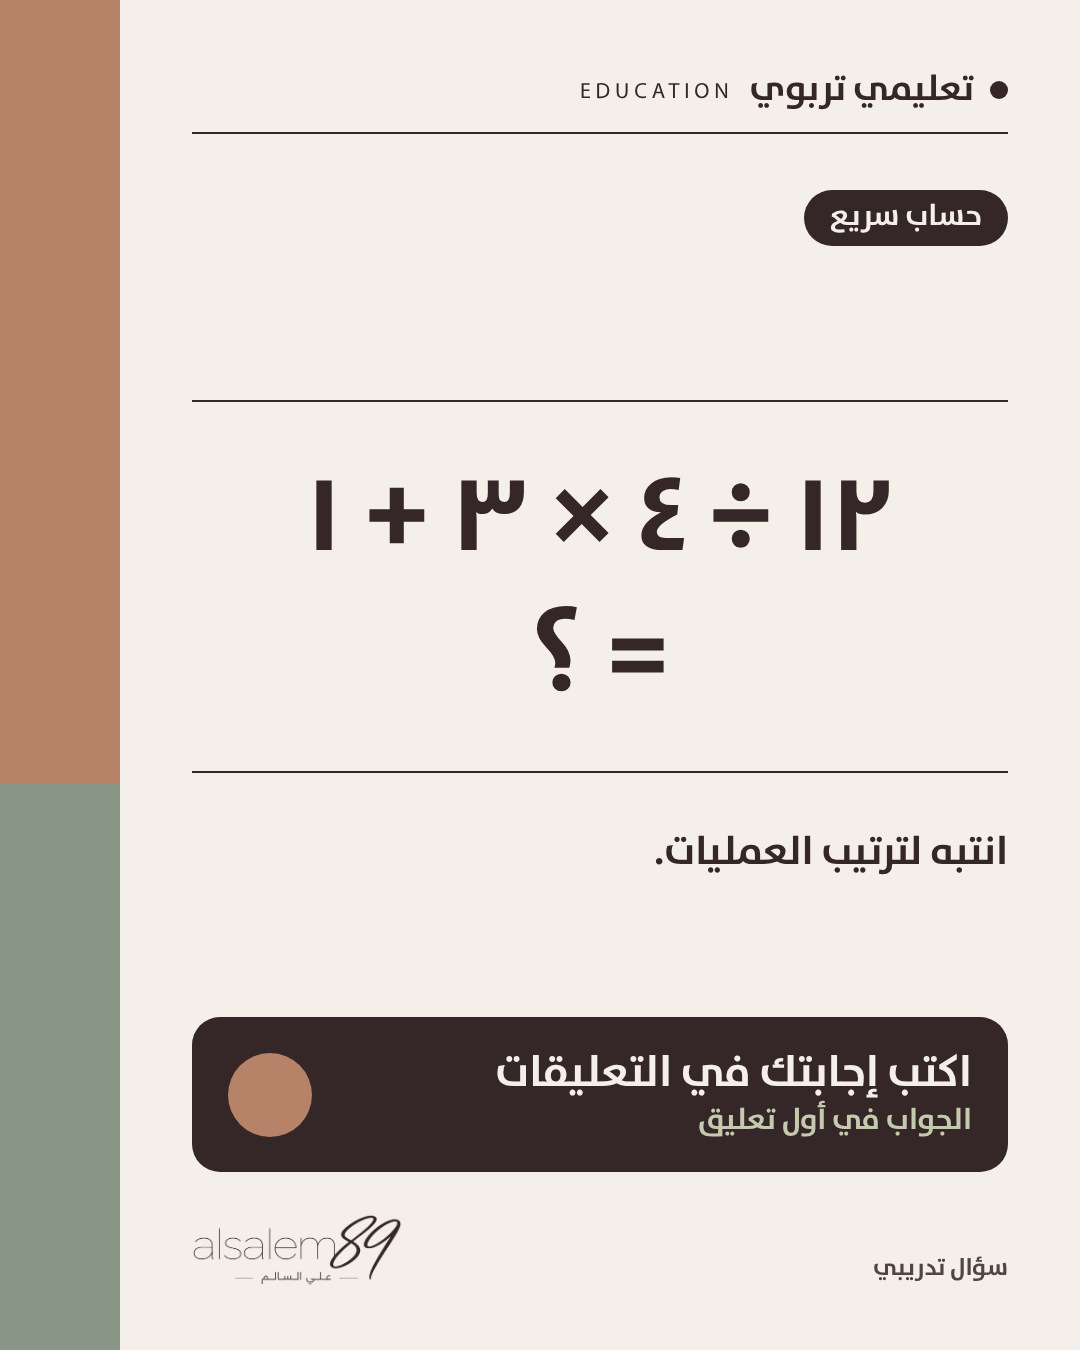 تعليمي تربوي EDUCATION
حساب سريع
١٢ ÷ ٤ × ٣ + ١
= ؟
انتبه لترتيب العمليات.
اكتب إجابتك في التعليقات
الجواب في أول تعليق
سؤال تدريبي
alsalem89
علي السالم